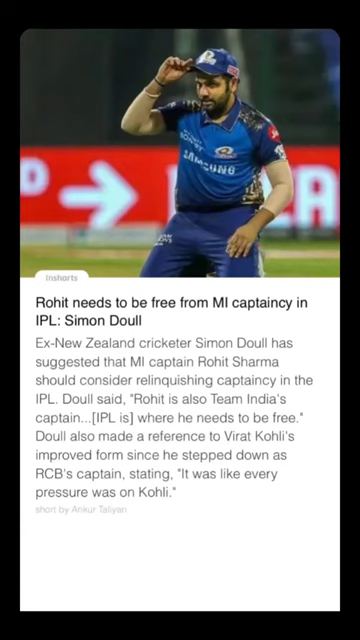 SAMSUNG
Inshorts
Rohit needs to be free from MI captaincy in
IPL: Simon Doull
Ex-New Zealand cricketer Simon Doull has
suggested that MI captain Rohit Sharma
should consider relinquishing captaincy in the
IPL. Doull said, "Rohit is also Team India's
captain...[IPL is] where he needs to be free."
Doull also made a reference to Virat Kohli's
improved form since he stepped down as
RCB's captain, stating, "It was like every
pressure was on Kohli."
short by Ankur Taliyan